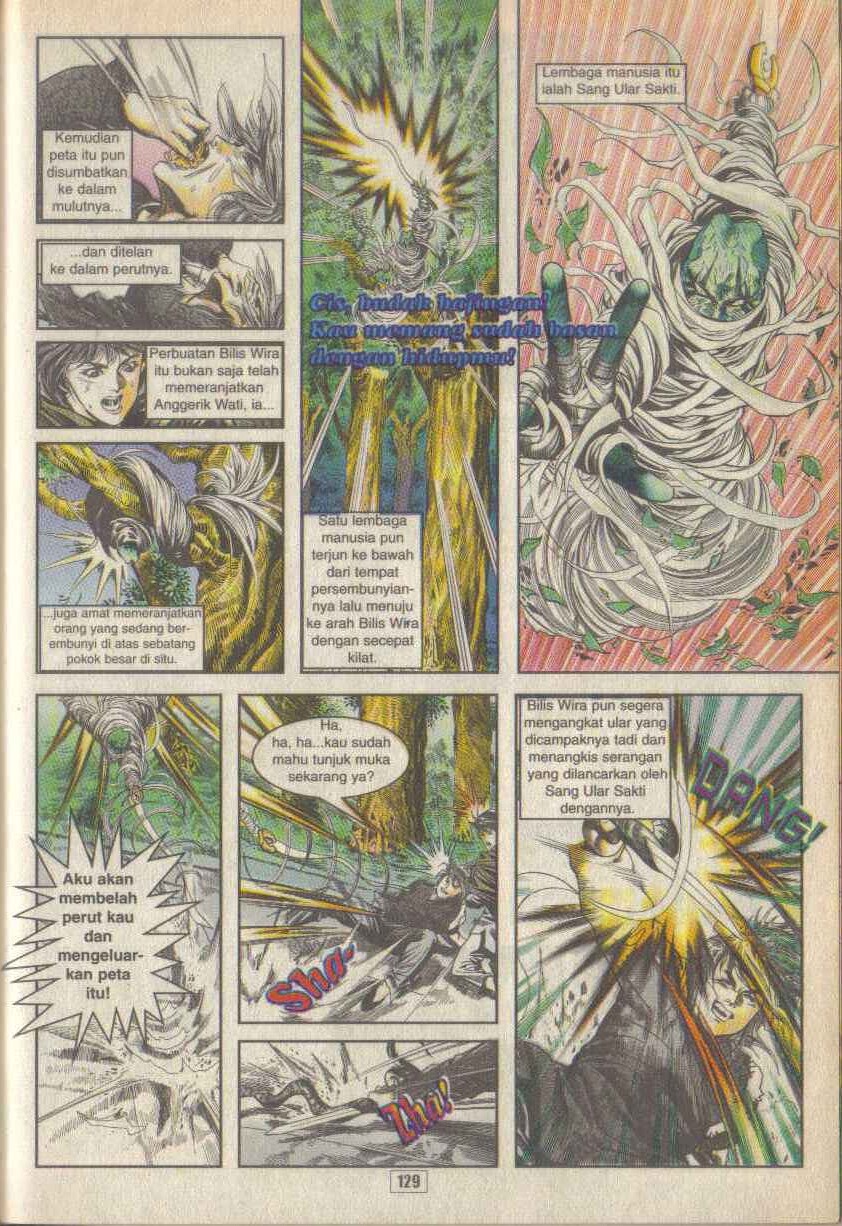 Kemudian
peta itu pun
disumbatkan
ke dalam
mulutnya...
...dan ditelan
ke dalam perutnya.
Perbuatan Bilis Wira
itu bukan saja telah
memeranjatkan
Anggerik Wati, ia...
...juga amat memeranjatkan
orang yang sedang ber-
embunyi di atas sebatang
pokok besar di situ.
Cis, budak bajingan!
Kau memang sudah bosan
dengan hidupmu!
Satu lembaga
manusia pun
terjun ke bawah
dari tempat
persembunyian-
nya lalu menuju
ke arah Bilis Wira
dengan secepat
kilat.
Lembaga manusia itu
ialah Sang Ular Sakti.
Aku akan
membelah
perut kau
dan
mengeluar-
kan peta
itu!
Ha,
ha, ha...kau sudah
mahu tunjuk muka
sekarang ya?
Sha-
Zha!
Bilis Wira pun segera
mengangkat ular yang
dicampaknya tadi dan
menangkis serangan
yang dilancarkan oleh
Sang Ular Sakti
dengannya.
DANG!
129